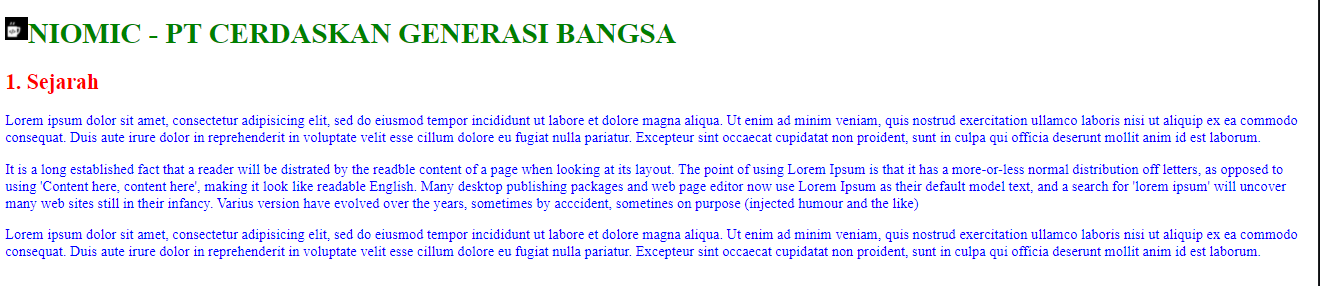 NIOMIC - PT CERDASKAN GENERASI BANGSA
1. Sejarah
Lorem ipsum dolor sit amet, consectetur adipisicing elit, sed do eiusmod tempor incididunt ut labore et dolore magna aliqua. Ut enim ad minim veniam, quis nostrud exercitation ullamco laboris nisi ut aliquip ex ea commodo
consequat. Duis aute irure dolor in reprehenderit in voluptate velit esse cillum dolore eu fugiat nulla pariatur. Excepteur sint occaecat cupidatat non proident, sunt in culpa qui officia deserunt mollit anim id est laborum.
It is a long established fact that a reader will be distrated by the readble content of a page when looking at its layout. The point of using Lorem Ipsum is that it has a more-or-less normal distribution off letters, as opposed to
using 'Content here, content here', making it look like readable English. Many desktop publishing packages and web page editor now use Lorem Ipsum as their default model text, and a search for 'lorem ipsum' will uncover
many web sites still in their infancy. Varius version have evolved over the years, sometimes by acccident, sometines on purpose (injected humour and the like)
Lorem ipsum dolor sit amet, consectetur adipisicing elit, sed do eiusmod tempor incididunt ut labore et dolore magna aliqua. Ut enim ad minim veniam, quis nostrud exercitation ullamco laboris nisi ut aliquip ex ea commodo
consequat. Duis aute irure dolor in reprehenderit in voluptate velit esse cillum dolore eu fugiat nulla pariatur. Excepteur sint occaecat cupidatat non proident, sunt in culpa qui officia deserunt mollit anim id est laborum.